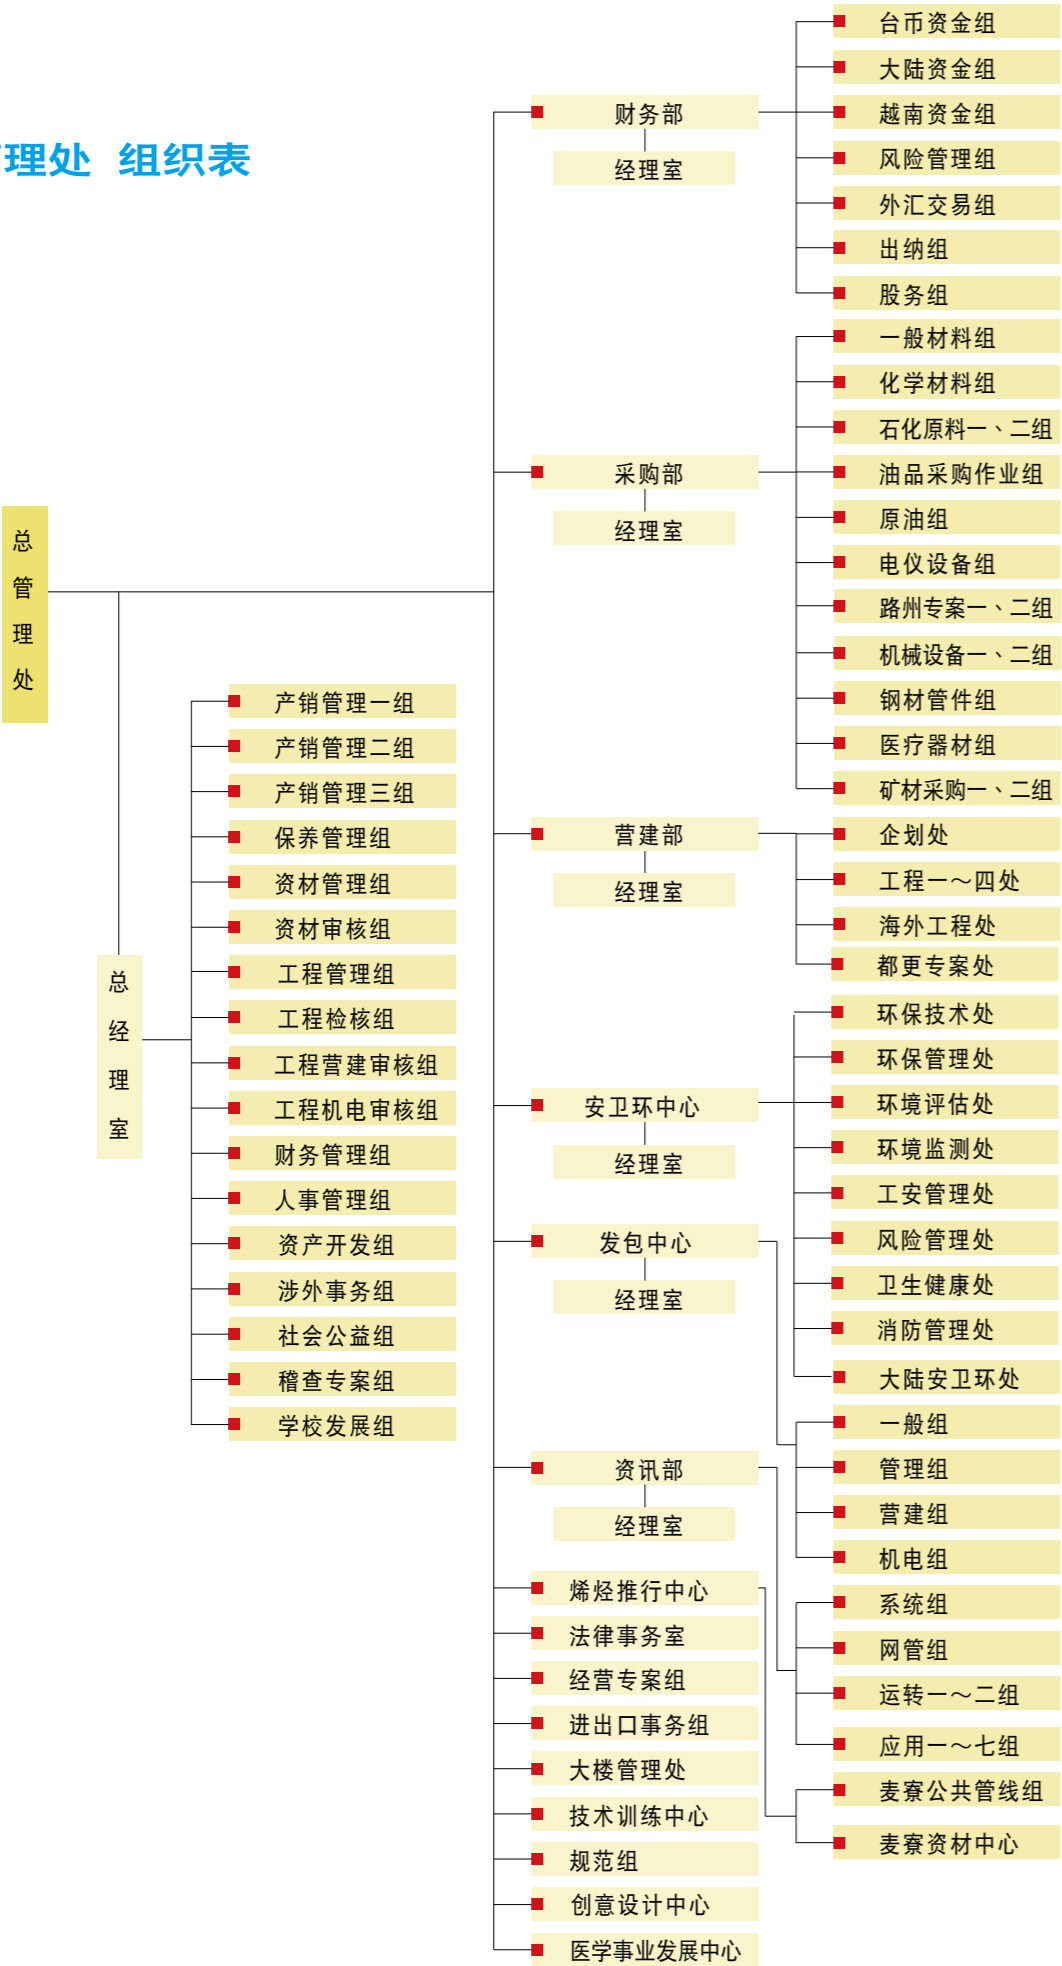 理处 组织表
总管理处
总经理室
产销管理一组
产销管理二组
产销管理三组
保养管理组
资材管理组
资材审核组
工程管理组
工程检核组
工程营建审核组
工程机电审核组
财务管理组
人事管理组
资产开发组
涉外事务组
社会公益组
稽查专案组
学校发展组
财务部
经理室
台币资金组
大陆资金组
越南资金组
风险管理组
外汇交易组
出纳组
股务组
采购部
经理室
一般材料组
化学材料组
石化原料一、二组
油品采购作业组
原油组
电仪设备组
路州专案一、二组
机械设备一、二组
钢材管件组
医疗器材组
矿材采购一、二组
营建部
经理室
企划处
工程一～四处
海外工程处
都更专案处
安卫环中心
经理室
环保技术处
环保管理处
环境评估处
环境监测处
工安管理处
风险管理处
卫生健康处
消防管理处
大陆安卫环处
发包中心
经理室
一般组
管理组
营建组
机电组
资讯部
经理室
系统组
网管组
运转一～二组
应用一～七组
烯烃推行中心
麦寮公共管线组
麦寮资材中心
法律事务室
经营专案组
进出口事务组
大楼管理处
技术训练中心
规范组
创意设计中心
医学事业发展中心